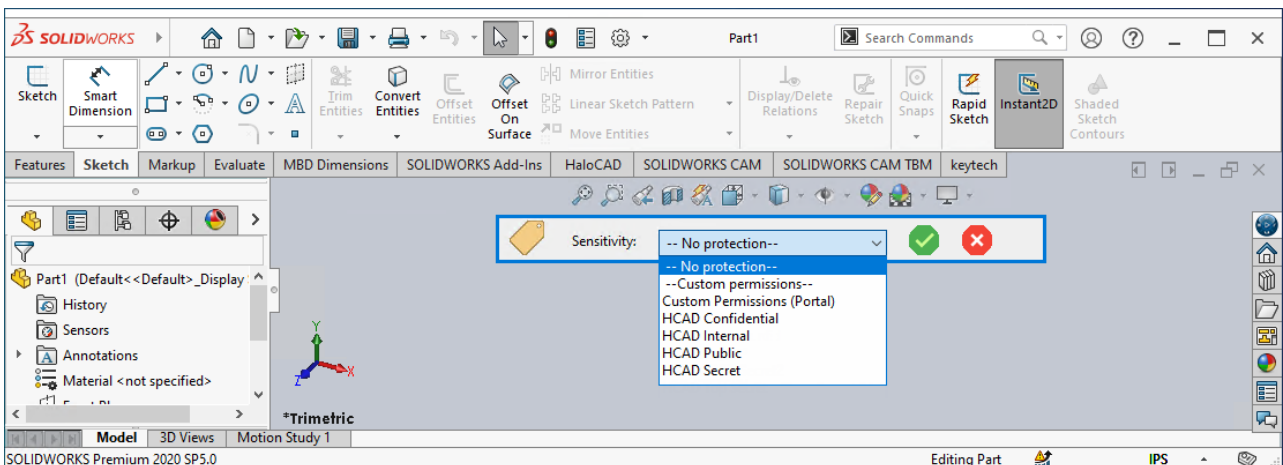 SOLIDWORKS
Part1
Search Commands
Sketch
Smart Dimension
Trim Entities
Convert Entities
Offset Entities
Offset On Surface
Mirror Entities
Linear Sketch Pattern
Move Entities
Display/Delete Relations
Repair Sketch
Quick Snaps
Rapid Sketch
Instant2D
Shaded Sketch Contours
Features Sketch Markup Evaluate MBD Dimensions SOLIDWORKS Add-Ins HaloCAD SOLIDWORKS CAM SOLIDWORKS CAM TBM keytech
Sensitivity: -- No protection--
-- No protection--
--Custom permissions--
Custom Permissions (Portal)
HCAD Confidential
HCAD Internal
HCAD Public
HCAD Secret
Part1 (Default<<Default>_Display
History
Sensors
Annotations
Material <not specified>
Y
X
Z
*Trimetric
Model 3D Views Motion Study 1
SOLIDWORKS Premium 2020 SP5.0 Editing Part IPS